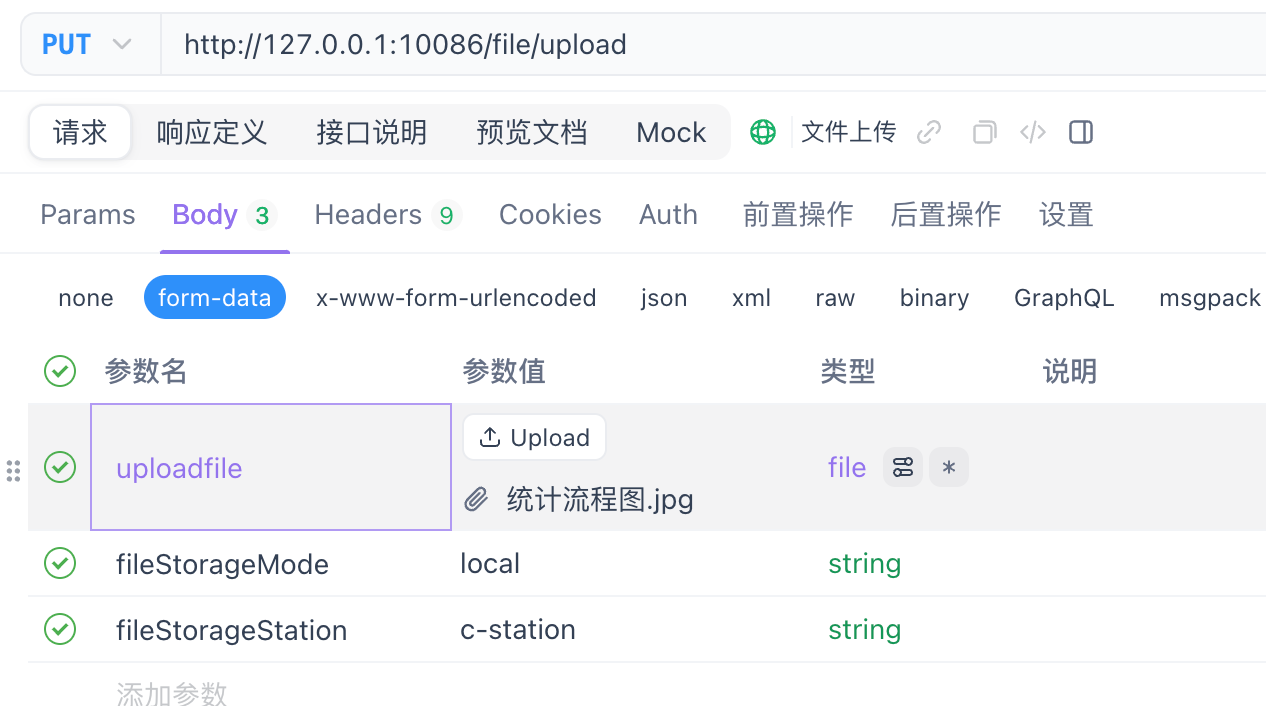 PUT http://127.0.0.1:10086/file/upload
请求 响应定义 接口说明 预览文档 Mock 文件上传
Params Body 3 Headers 9 Cookies Auth 前置操作 后置操作 设置
none form-data x-www-form-urlencoded json xml raw binary GraphQL msgpack
参数名 参数值 类型 说明
uploadfile Upload file *
统计流程图.jpg
fileStorageMode local string
fileStorageStation c-station string
添加参数